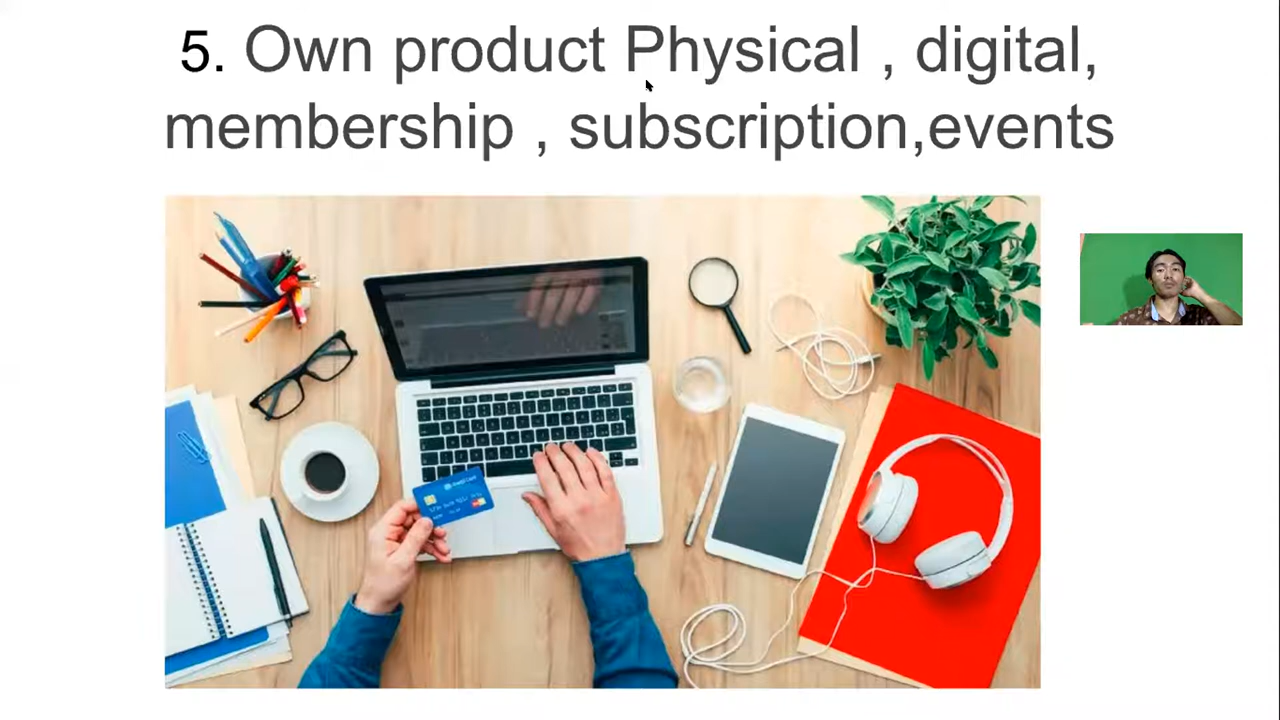 5. Own product Physical , digital,
membership , subscription,events